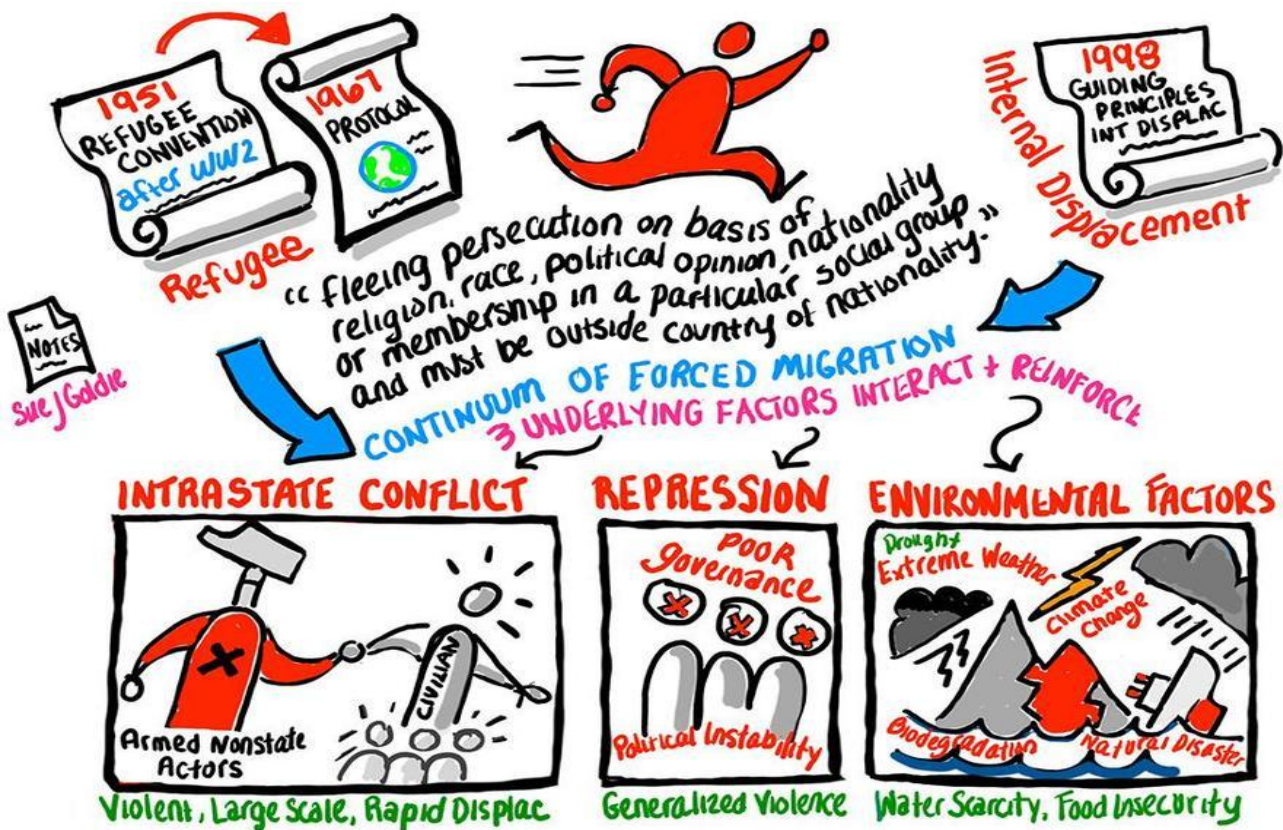 1951
REFUGEE
CONVENTION
after WW2
1967
PROTOCOL
Refugee
1998
GUIDING
PRINCIPLES
INT DISPLAC
Internal Displacement
"fleeing persecution on basis of
religion, race, political opinion, nationality
or membership in a particular social group
and must be outside country of nationality."
NOTES
Sue J Goldie
CONTINUUM OF FORCED MIGRATION
3 UNDERLYING FACTORS INTERACT + REINFORCE
INTRASTATE CONFLICT
CIVILIAN
Armed Nonstate
Actors
Violent, Large Scale, Rapid Displac
REPRESSION
POOR
governance
Political Instability
Generalized Violence
ENVIRONMENTAL FACTORS
Drought
Extreme Weather
Climate
Change
Biodegradation
Natural Disaster
Water Scarcity, Food Insecurity